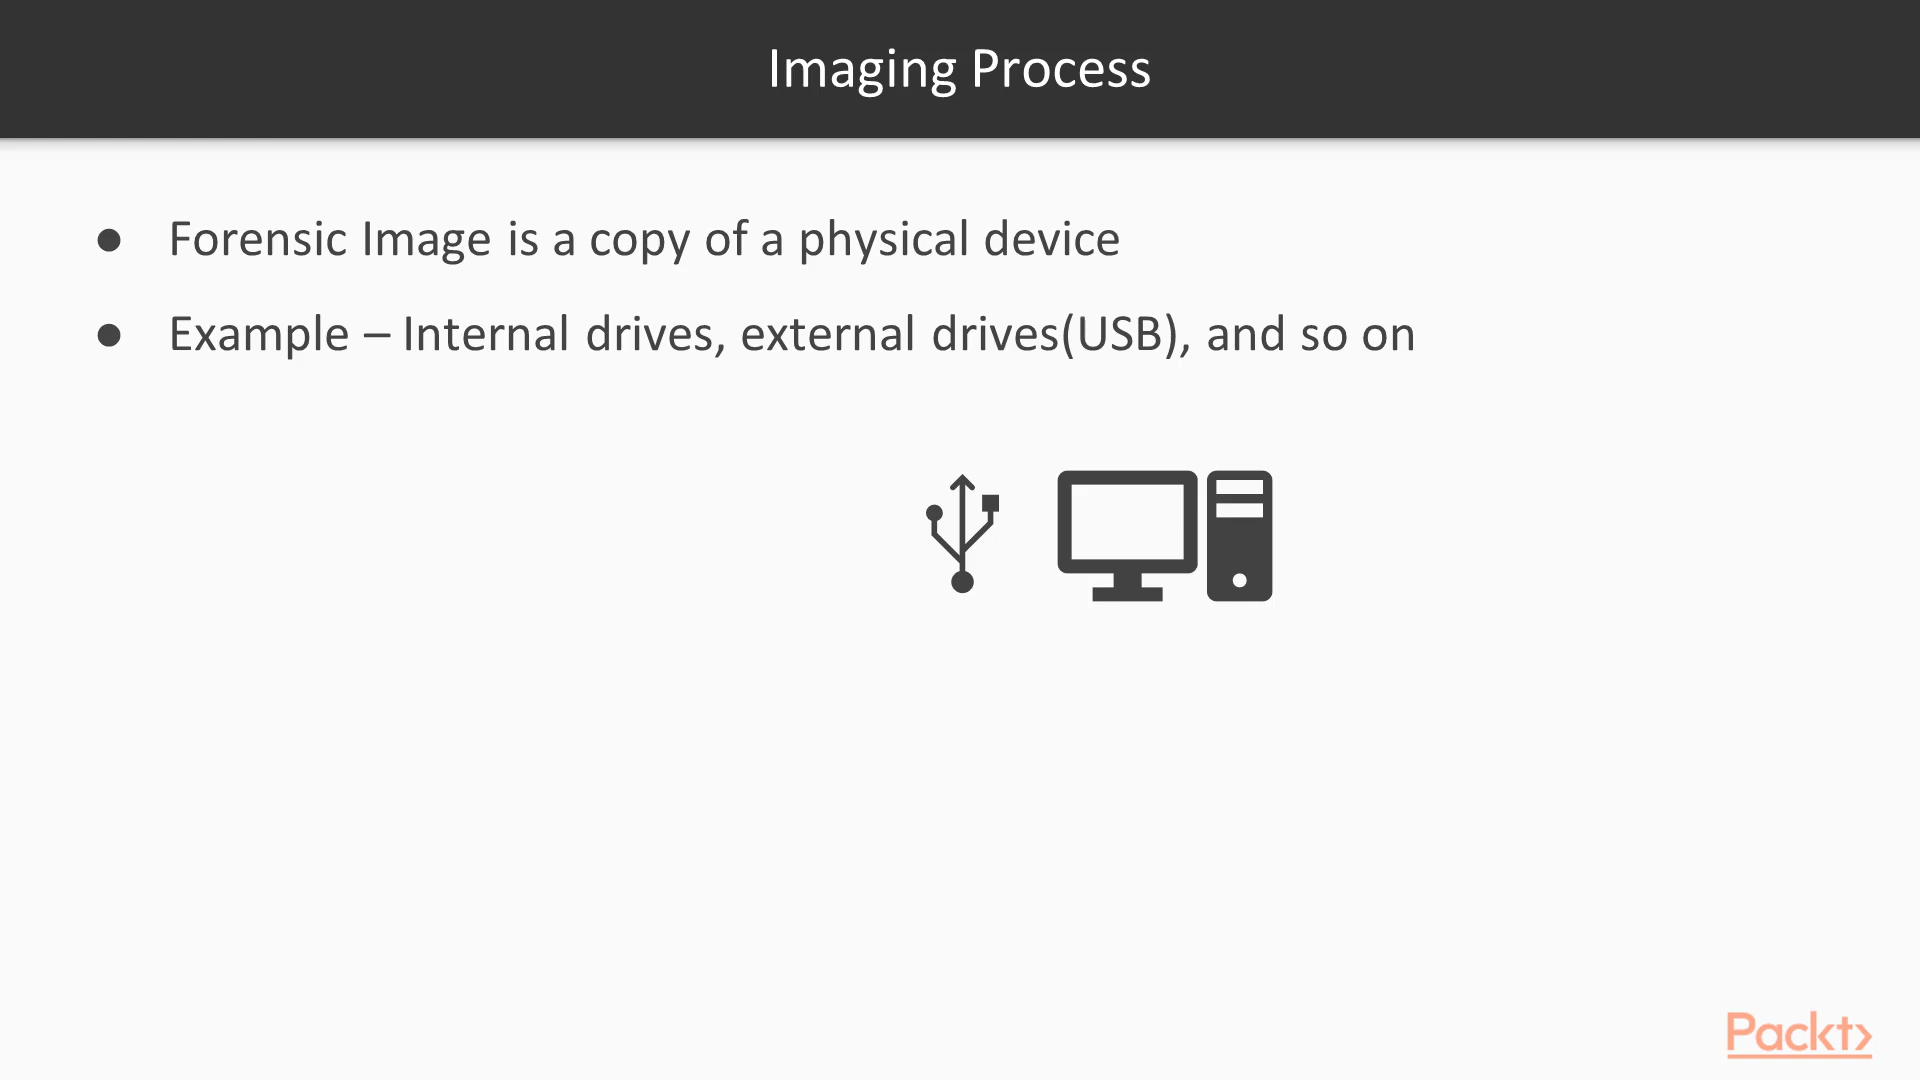 Imaging Process
● Forensic Image is a copy of a physical device
● Example – Internal drives, external drives(USB), and so on
Packt>